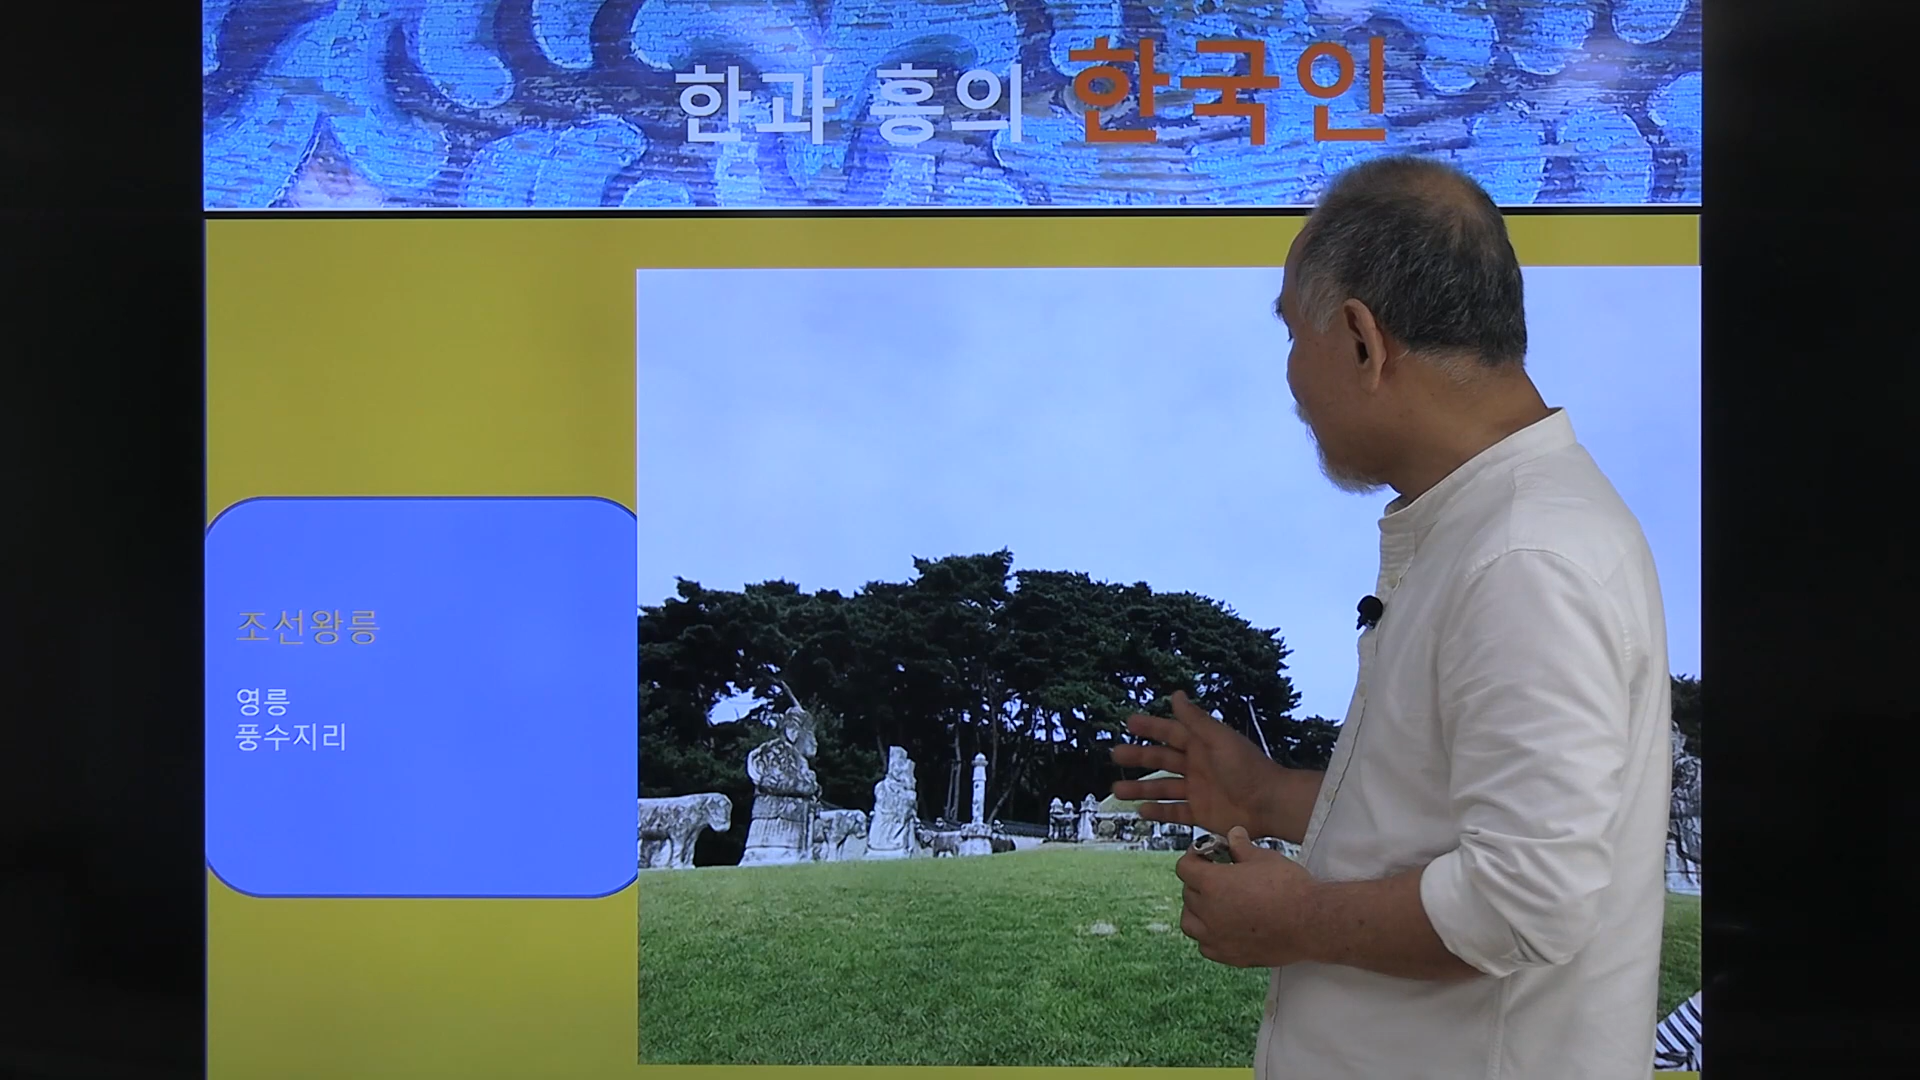 한과 흥의 한국인
조선왕릉
영릉
풍수지리